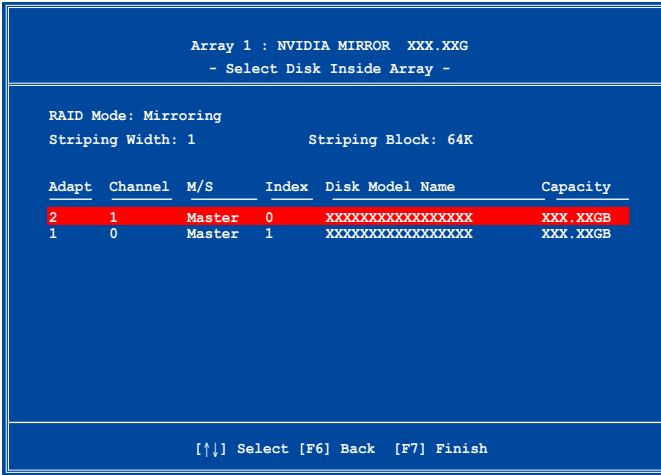 Array 1 : NVIDIA MIRROR XXX.XXG
- Select Disk Inside Array -
RAID Mode: Mirroring
Striping Width: 1 Striping Block: 64K
Adapt Channel M/S Index Disk Model Name Capacity
2 1 Master 0 XXXXXXXXXXXXXXXXX XXX.XXGB
1 0 Master 1 XXXXXXXXXXXXXXXXX XXX.XXGB
[↑↓] Select [F6] Back [F7] Finish